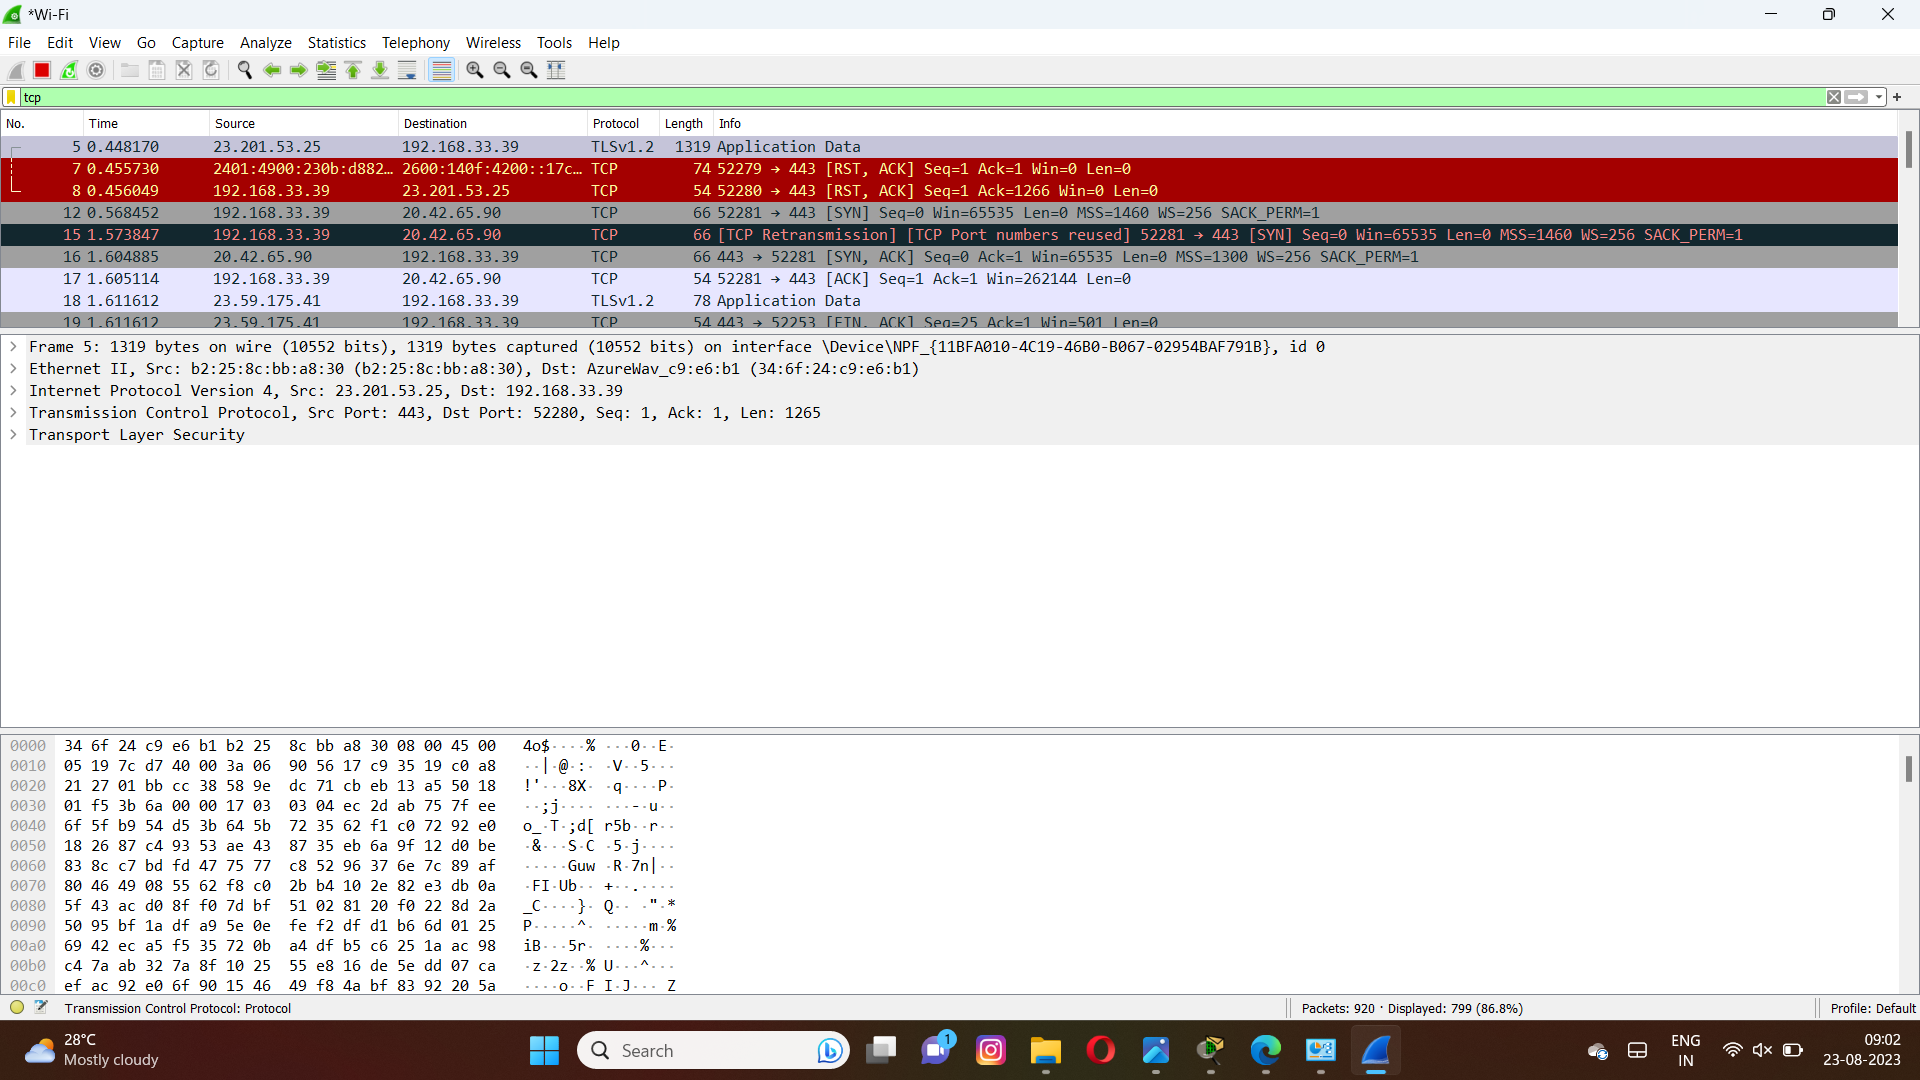 *Wi-Fi
File Edit View Go Capture Analyze Statistics Telephony Wireless Tools Help
tcp
No. Time Source Destination Protocol Length Info
5 0.448170 23.201.53.25 192.168.33.39 TLSv1.2 1319 Application Data
7 0.455730 2401:4900:230b:d882… 2600:140f:4200::17c… TCP 74 52279 → 443 [RST, ACK] Seq=1 Ack=1 Win=0 Len=0
8 0.456049 192.168.33.39 23.201.53.25 TCP 54 52280 → 443 [RST, ACK] Seq=1 Ack=1266 Win=0 Len=0
12 0.568452 192.168.33.39 20.42.65.90 TCP 66 52281 → 443 [SYN] Seq=0 Win=65535 Len=0 MSS=1460 WS=256 SACK_PERM=1
15 1.573847 192.168.33.39 20.42.65.90 TCP 66 [TCP Retransmission] [TCP Port numbers reused] 52281 → 443 [SYN] Seq=0 Win=65535 Len=0 MSS=1460 WS=256 SACK_PERM=1
16 1.604885 20.42.65.90 192.168.33.39 TCP 66 443 → 52281 [SYN, ACK] Seq=0 Ack=1 Win=65535 Len=0 MSS=1300 WS=256 SACK_PERM=1
17 1.605114 192.168.33.39 20.42.65.90 TCP 54 52281 → 443 [ACK] Seq=1 Ack=1 Win=262144 Len=0
18 1.611612 23.59.175.41 192.168.33.39 TLSv1.2 78 Application Data
19 1.611612 23.59.175.41 192.168.33.39 TCP 54 443 → 52253 [FIN, ACK] Seq=25 Ack=1 Win=501 Len=0
Frame 5: 1319 bytes on wire (10552 bits), 1319 bytes captured (10552 bits) on interface \Device\NPF_{11BFA010-4C19-46B0-B067-02954BAF791B}, id 0
Ethernet II, Src: b2:25:8c:bb:a8:30 (b2:25:8c:bb:a8:30), Dst: AzureWav_c9:e6:b1 (34:6f:24:c9:e6:b1)
Internet Protocol Version 4, Src: 23.201.53.25, Dst: 192.168.33.39
Transmission Control Protocol, Src Port: 443, Dst Port: 52280, Seq: 1, Ack: 1, Len: 1265
Transport Layer Security
0000 34 6f 24 c9 e6 b1 b2 25 8c bb a8 30 08 00 45 00 4o$····% ···0··E·
0010 05 19 7c d7 40 00 3a 06 90 56 17 c9 35 19 c0 a8 ··|·@·:· ·V··5···
0020 21 27 01 bb cc 38 58 9e dc 71 cb eb 13 a5 50 18 !'···8X· ·q····P·
0030 01 f5 3b 6a 00 00 17 03 03 04 ec 2d ab 75 7f ee ··;j···· ···-·u··
0040 6f 5f b9 54 d5 3b 64 5b 72 35 62 f1 c0 72 92 e0 o_·T·;d[ r5b··r··
0050 18 26 87 c4 93 53 ae 43 87 35 eb 6a 9f 12 d0 be ·&···S·C ·5·j····
0060 83 8c c7 bd fd 47 75 77 c8 52 96 37 6e 7c 89 af ·····Guw ·R·7n|··
0070 80 46 49 08 55 62 f8 c0 2b b4 10 2e 82 e3 db 0a ·FI·Ub·· +··.····
0080 5f 43 ac d0 8f f0 7d bf 51 02 81 20 f0 22 8d 2a _C····}· Q·· ·"·*
0090 50 95 bf 1a df a9 5e 0e fe f2 df d1 b6 6d 01 25 P·····^· ·····m·%
00a0 69 42 ec a5 f5 35 72 0b a4 df b5 c6 25 1a ac 98 iB···5r· ····%···
00b0 c4 7a ab 32 7a 8f 10 25 55 e8 16 de 5e dd 07 ca ·z·2z··% U···^···
00c0 ef ac 92 e0 6f 90 15 46 49 f8 4a bf 83 92 20 5a ····o··F I·J··· Z
Transmission Control Protocol: Protocol
Packets: 920 · Displayed: 799 (86.8%)
Profile: Default
28°C
Mostly cloudy
Search
1
ENG
IN
09:02
23-08-2023